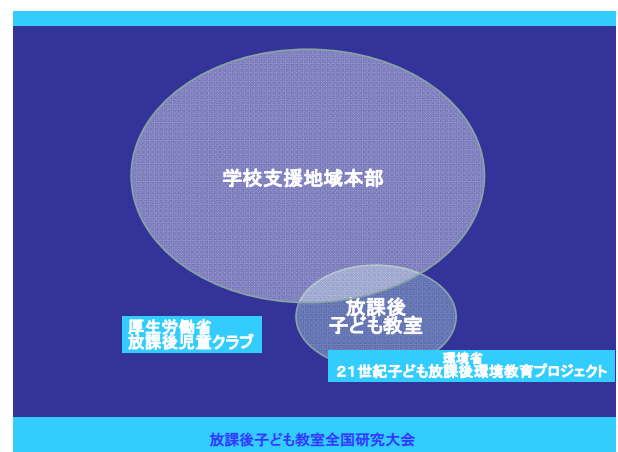 学校支援地域本部
放課後
子ども教室
厚生労働省
放課後児童クラブ
環境省
21世紀子ども放課後環境教育プロジェクト
放課後子ども教室全国研究大会